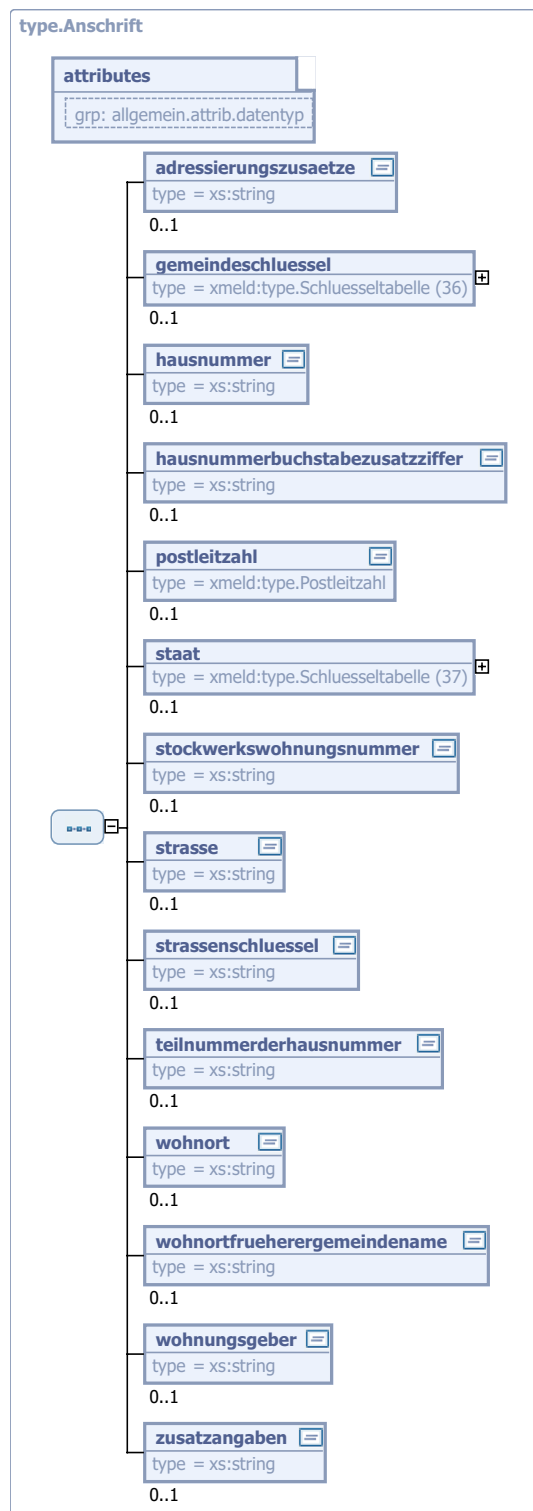 type.Anschrift
attributes
grp: allgemein.attrib.datentyp
adressierungszusaetze
type = xs:string
0..1
gemeindeschluessel
type = xmeld:type.Schluesseltabelle (36)
0..1
hausnummer
type = xs:string
0..1
hausnummerbuchstabezusatzziffer
type = xs:string
0..1
postleitzahl
type = xmeld:type.Postleitzahl
0..1
staat
type = xmeld:type.Schluesseltabelle (37)
0..1
stockwerkswohnungsnummer
type = xs:string
0..1
strasse
type = xs:string
0..1
strassenschluessel
type = xs:string
0..1
teilnummerderhausnummer
type = xs:string
0..1
wohnort
type = xs:string
0..1
wohnortfrueherergemeindename
type = xs:string
0..1
wohnungsgeber
type = xs:string
0..1
zusatzangaben
type = xs:string
0..1